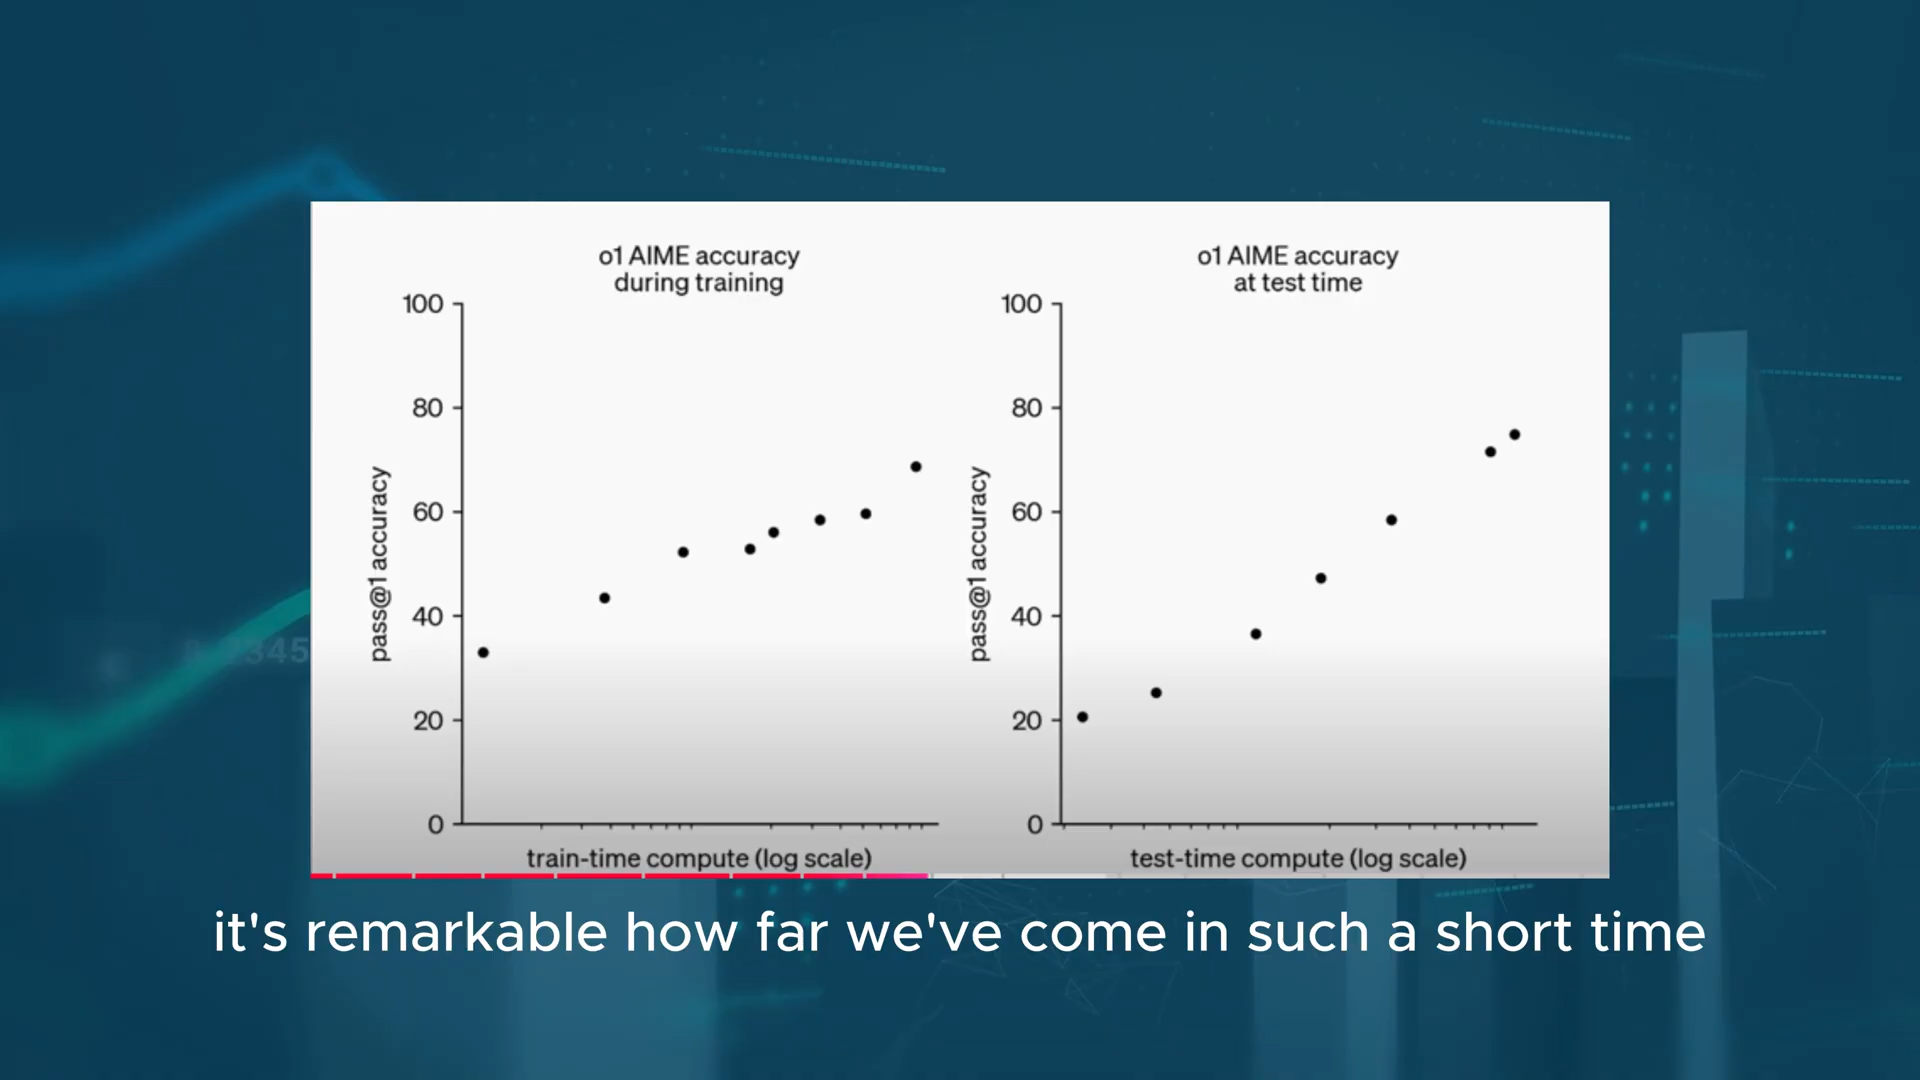 o1 AIME accuracy
during training
100
80
60
40
20
0
pass@1 accuracy
train-time compute (log scale)
o1 AIME accuracy
at test time
100
80
60
40
20
0
pass@1 accuracy
test-time compute (log scale)
it's remarkable how far we've come in such a short time